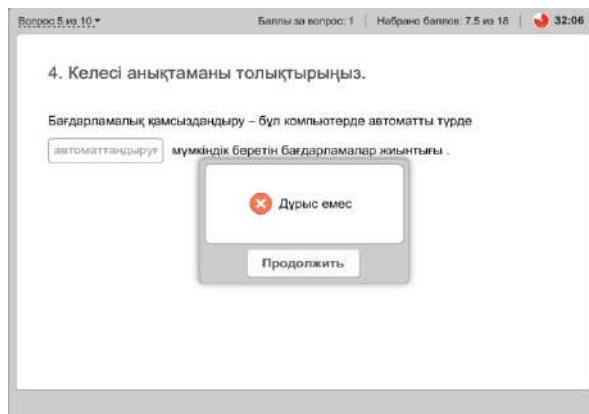 Вопрос 5 из 10 Баллы за вопрос: 1 | Набрано баллов: 7.5 из 18 | 32:06
4. Келесі анықтаманы толықтырыңыз.
Бағдарламалық қамсыздандыру – бұл компьютерде автоматты түрде
автоматтандыруғ мүмкіндік беретін бағдарламалар жиынтығы .
Дұрыс емес
Продолжить